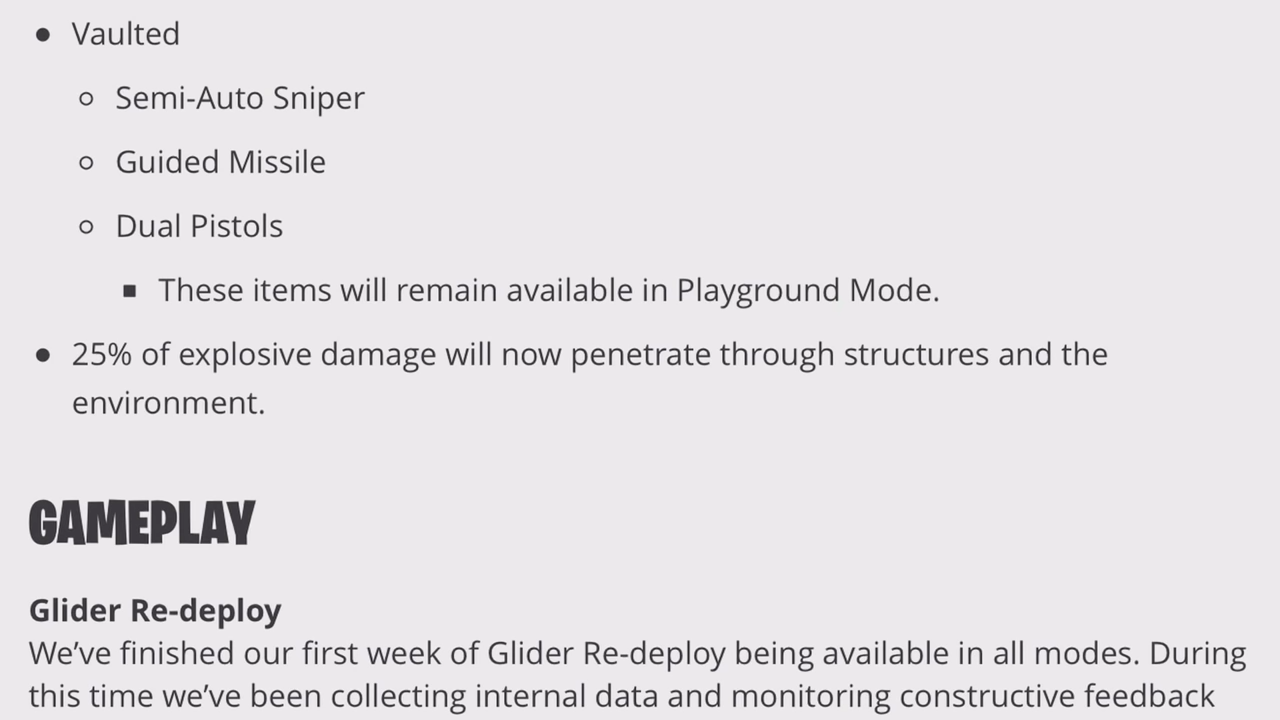 Vaulted
Semi-Auto Sniper
Guided Missile
Dual Pistols
These items will remain available in Playground Mode.
25% of explosive damage will now penetrate through structures and the
environment.
GAMEPLAY
Glider Re-deploy
We’ve finished our first week of Glider Re-deploy being available in all modes. During
this time we’ve been collecting internal data and monitoring constructive feedback